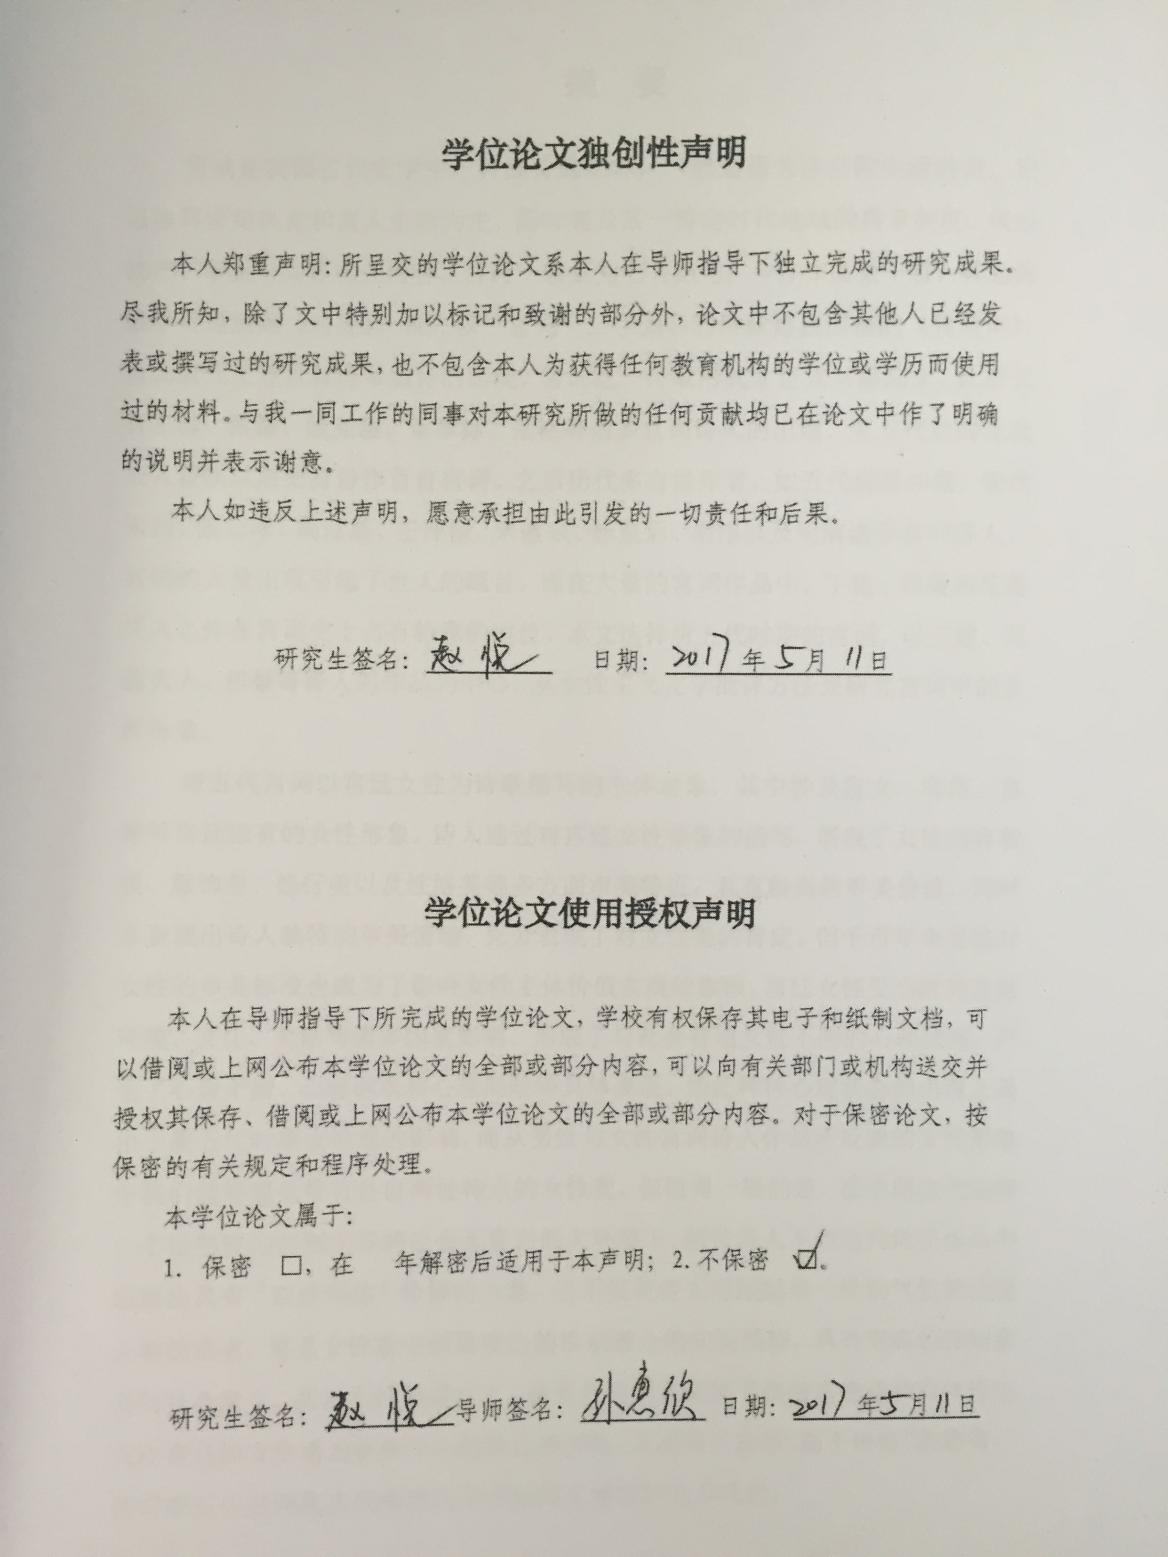 学位论文独创性声明
本人郑重声明：所呈交的学位论文系本人在导师指导下独立完成的研究成果。
尽我所知，除了文中特别加以标记和致谢的部分外，论文中不包含其他人已经发
表或撰写过的研究成果，也不包含本人为获得任何教育机构的学位或学历而使用
过的材料。与我一同工作的同事对本研究所做的任何贡献均已在论文中作了明确
的说明并表示谢意。
本人如违反上述声明，愿意承担由此引发的一切责任和后果。
研究生签名：赵悦 日期：2017年5月11日
学位论文使用授权声明
本人在导师指导下所完成的学位论文，学校有权保存其电子和纸制文档，可
以借阅或上网公布本学位论文的全部或部分内容，可以向有关部门或机构送交并
授权其保存、借阅或上网公布本学位论文的全部或部分内容。对于保密论文，按
保密的有关规定和程序处理。
本学位论文属于：
1. 保密 □，在 年解密后适用于本声明；2.不保密 ☑。
研究生签名：赵悦 导师签名：孙惠欣 日期：2017年5月11日